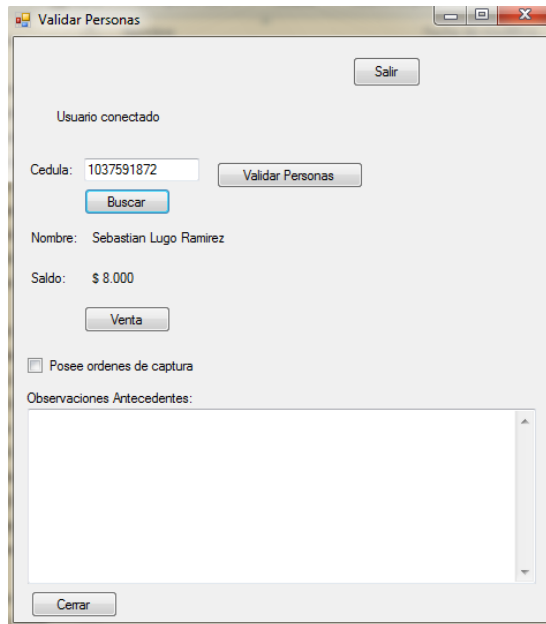 Validar Personas
Salir
Usuario conectado
Cedula: 1037591872 Validar Personas
Buscar
Nombre: Sebastian Lugo Ramirez
Saldo: $ 8.000
Venta
Posee ordenes de captura
Observaciones Antecedentes:
Cerrar